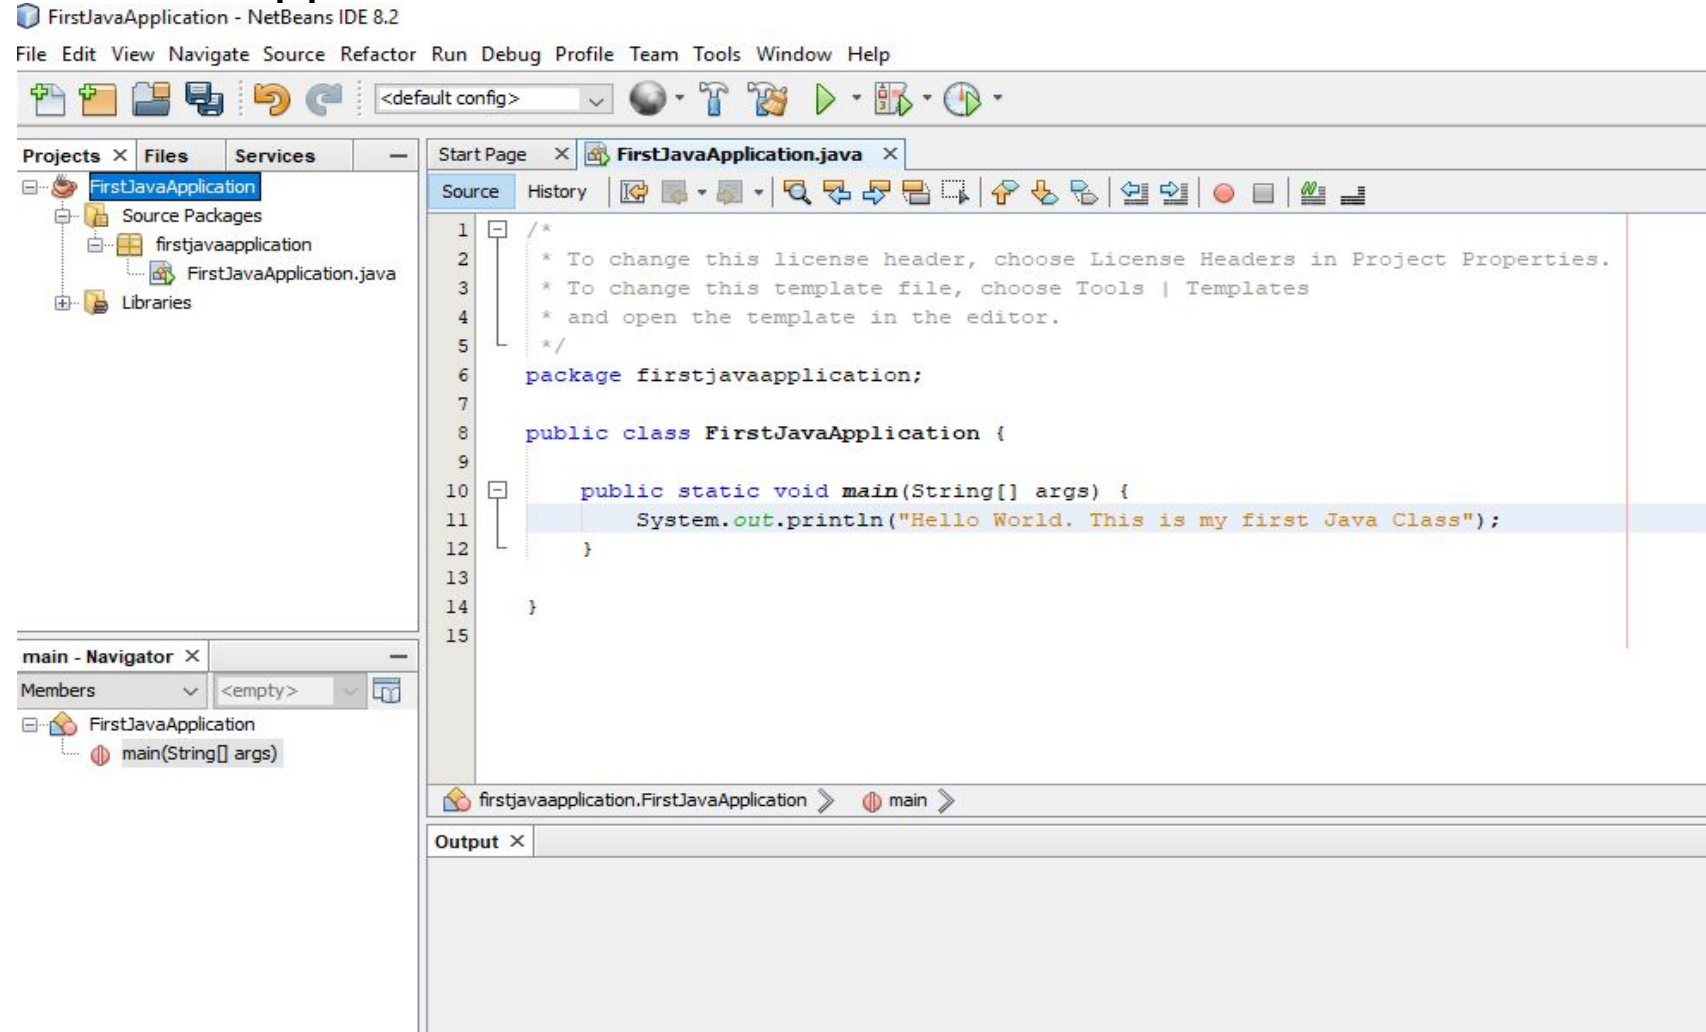 FirstJavaApplication - NetBeans IDE 8.2
File Edit View Navigate Source Refactor Run Debug Profile Team Tools Window Help
<default config>
Projects Files Services
FirstJavaApplication
Source Packages
firstjavaapplication
FirstJavaApplication.java
Libraries
main - Navigator
Members <empty>
FirstJavaApplication
main(String[] args)
Start Page FirstJavaApplication.java
Source History
1 /*
2 * To change this license header, choose License Headers in Project Properties.
3 * To change this template file, choose Tools | Templates
4 * and open the template in the editor.
5 */
6 package firstjavaapplication;
7
8 public class FirstJavaApplication {
9
10 public static void main(String[] args) {
11 System.out.println("Hello World. This is my first Java Class");
12 }
13
14 }
15
firstjavaapplication.FirstJavaApplication main
Output